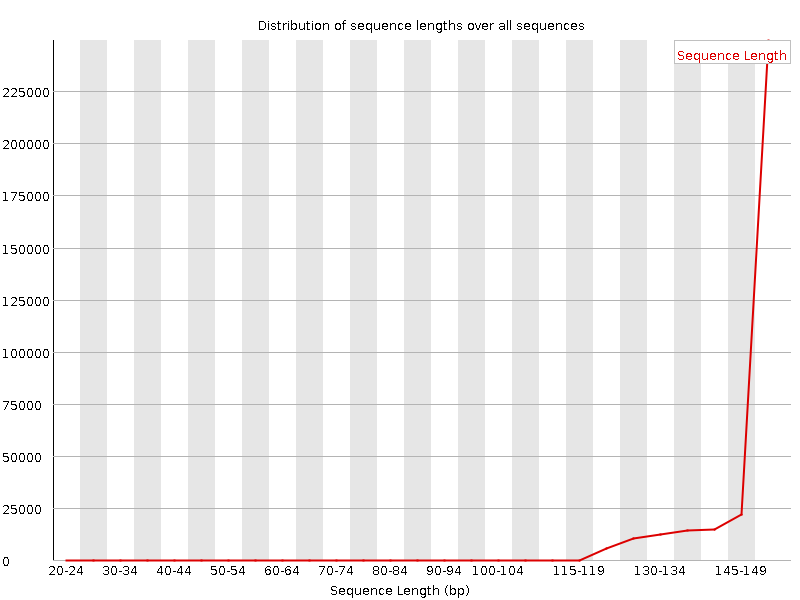 Distribution of sequence lengths over all sequences
Sequence Length
225000
200000
175000
150000
125000
100000
75000
50000
25000
0
20-24 30-34 40-44 50-54 60-64 70-74 80-84 90-94 100-104 115-119 130-134 145-149
Sequence Length (bp)